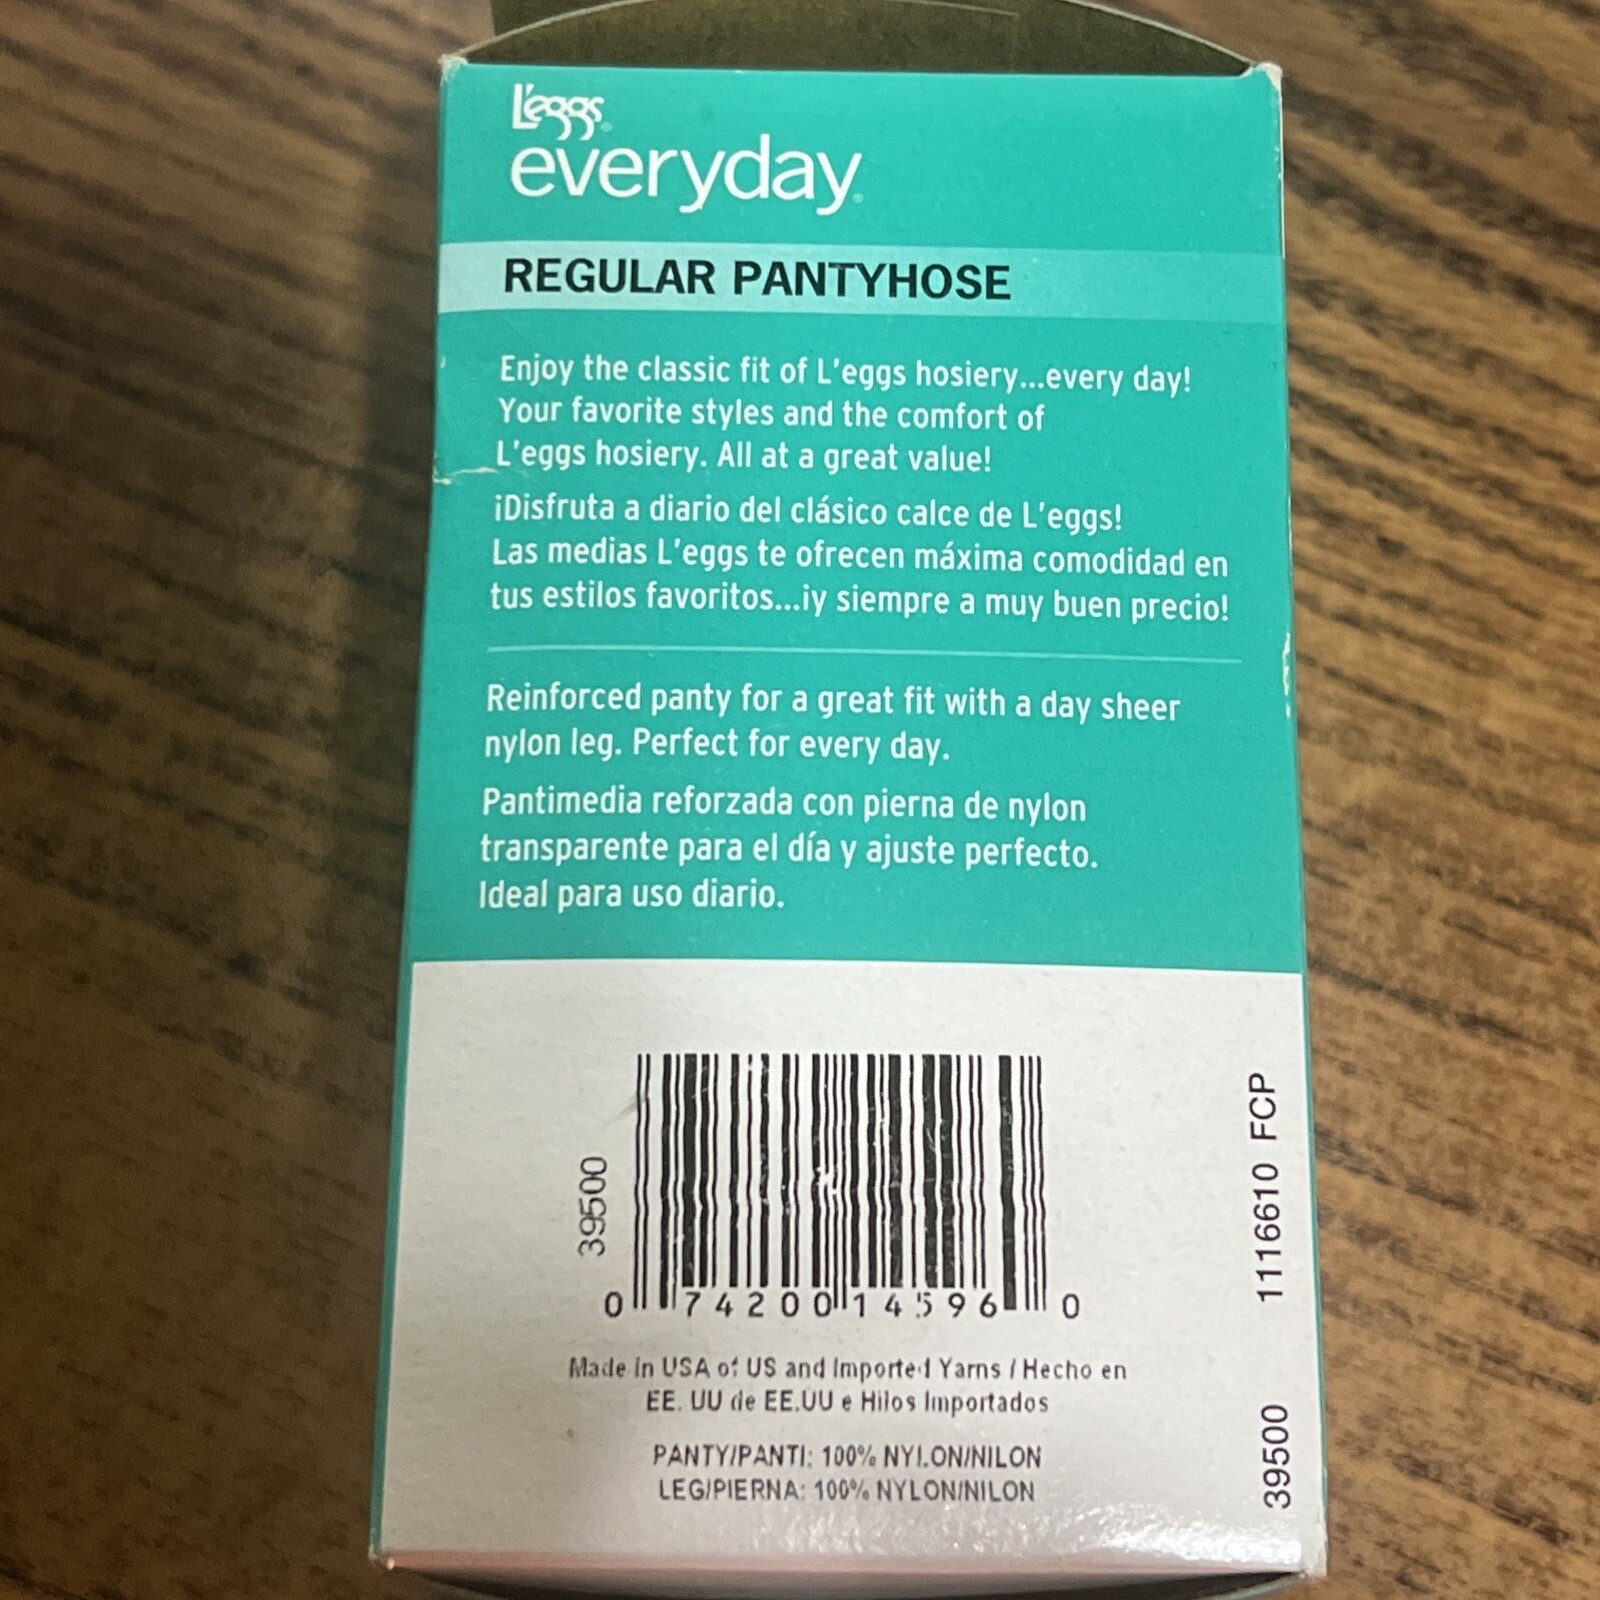 L'eggs®
everyday®
REGULAR PANTYHOSE
Enjoy the classic fit of L'eggs hosiery...every day!
Your favorite styles and the comfort of
L'eggs hosiery. All at a great value!
¡Disfruta a diario del clásico calce de L'eggs!
Las medias L'eggs te ofrecen máxima comodidad en
tus estilos favoritos...¡y siempre a muy buen precio!
Reinforced panty for a great fit with a day sheer
nylon leg. Perfect for every day.
Pantimedia reforzada con pierna de nylon
transparente para el día y ajuste perfecto.
Ideal para uso diario.
39500
0 74200 14596 0
Made in USA of US and Imported Yarns / Hecho en
EE. UU de EE.UU e Hilos Importados
PANTY/PANTI: 100% NYLON/NILON
LEG/PIERNA: 100% NYLON/NILON
39500 1116610 FCP